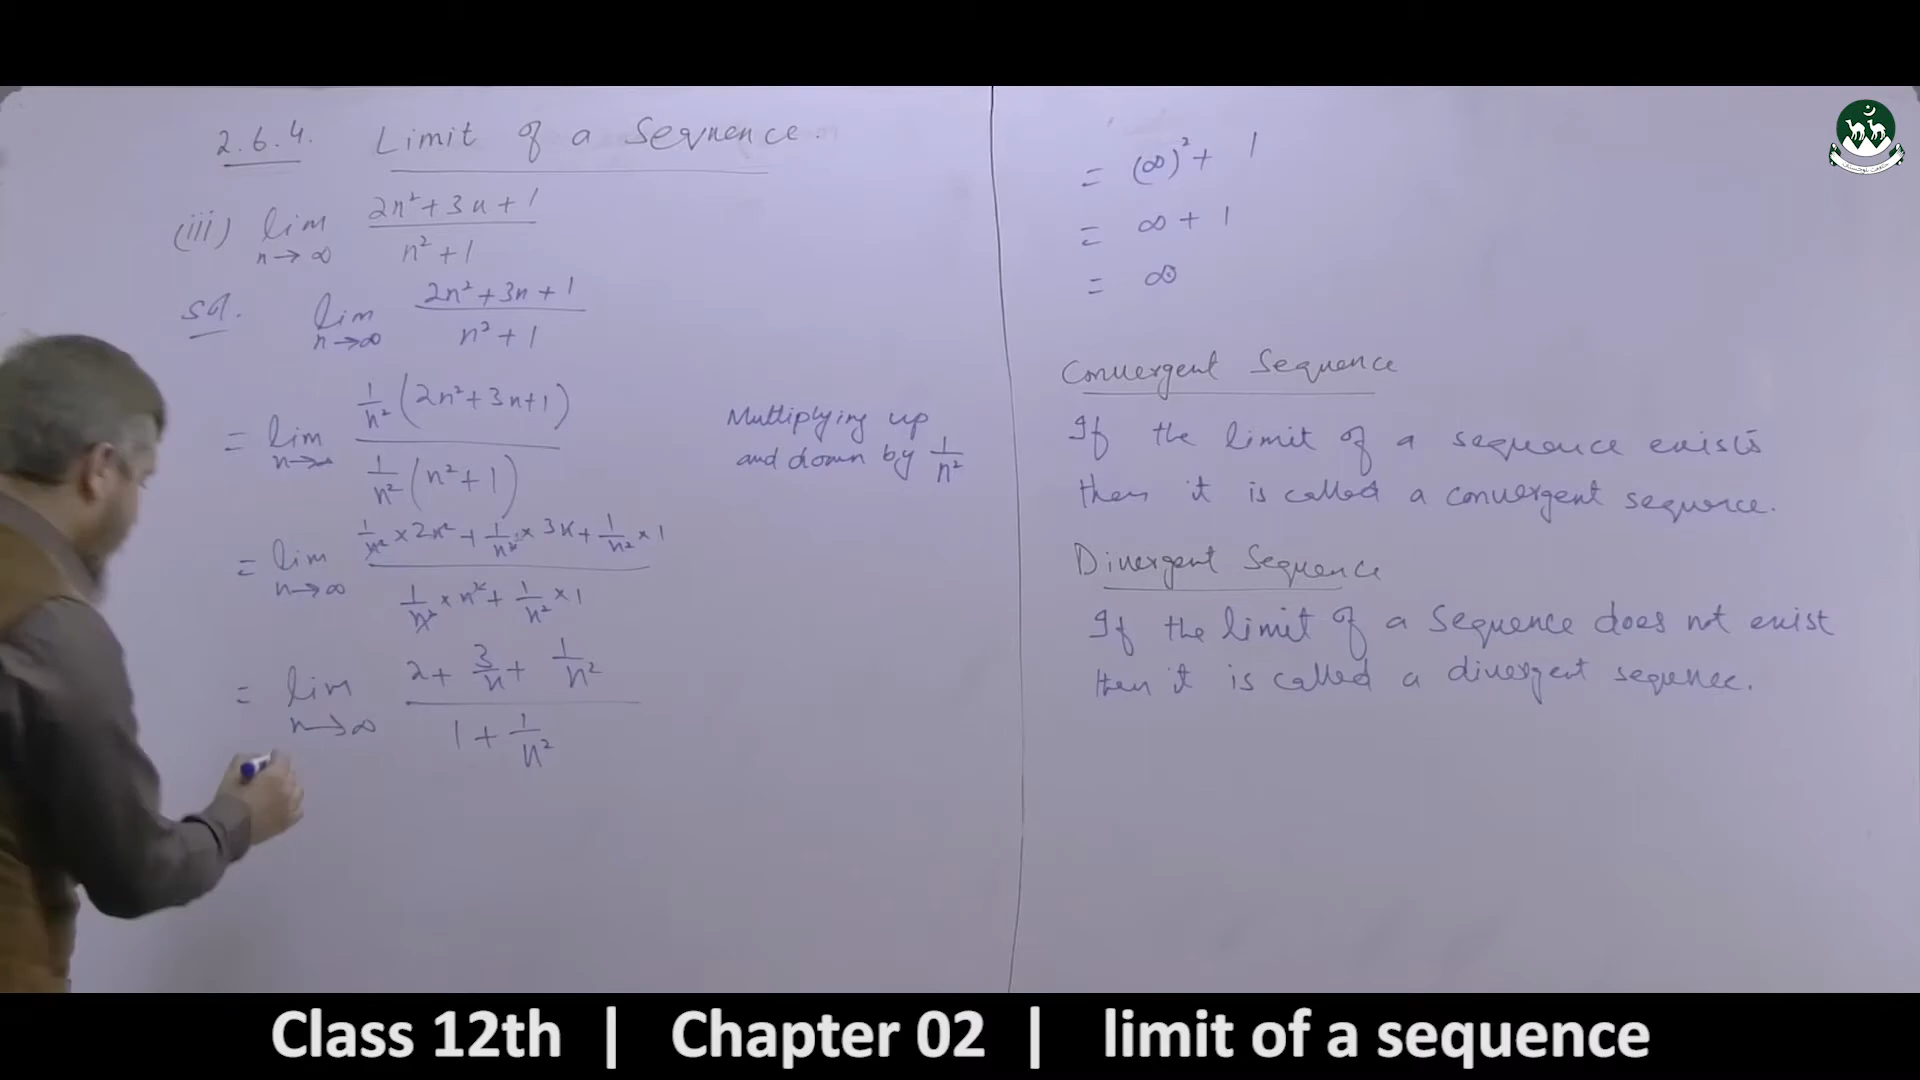 2.6.4. Limit of a Sequence.
(iii) lim n→∞ (2n²+3n+1)/(n²+1)
Sol. lim n→∞ (2n²+3n+1)/(n²+1)
= lim n→∞ (1/n²(2n²+3n+1))/(1/n²(n²+1))
Multiplying up
and down by 1/n²
= lim n→∞ (1/n² × 2n² + 1/n² × 3n + 1/n² × 1)/(1/n² × n² + 1/n² × 1)
= lim n→∞ (2 + 3/n + 1/n²)/(1 + 1/n²)
= (∞)² + 1
= ∞ + 1
= ∞
Convergent Sequence
If the limit of a sequence exists
then it is called a convergent sequence.
Divergent Sequence
If the limit of a Sequence does not exist
then it is called a divergent sequence.
Class 12th | Chapter 02 | limit of a sequence